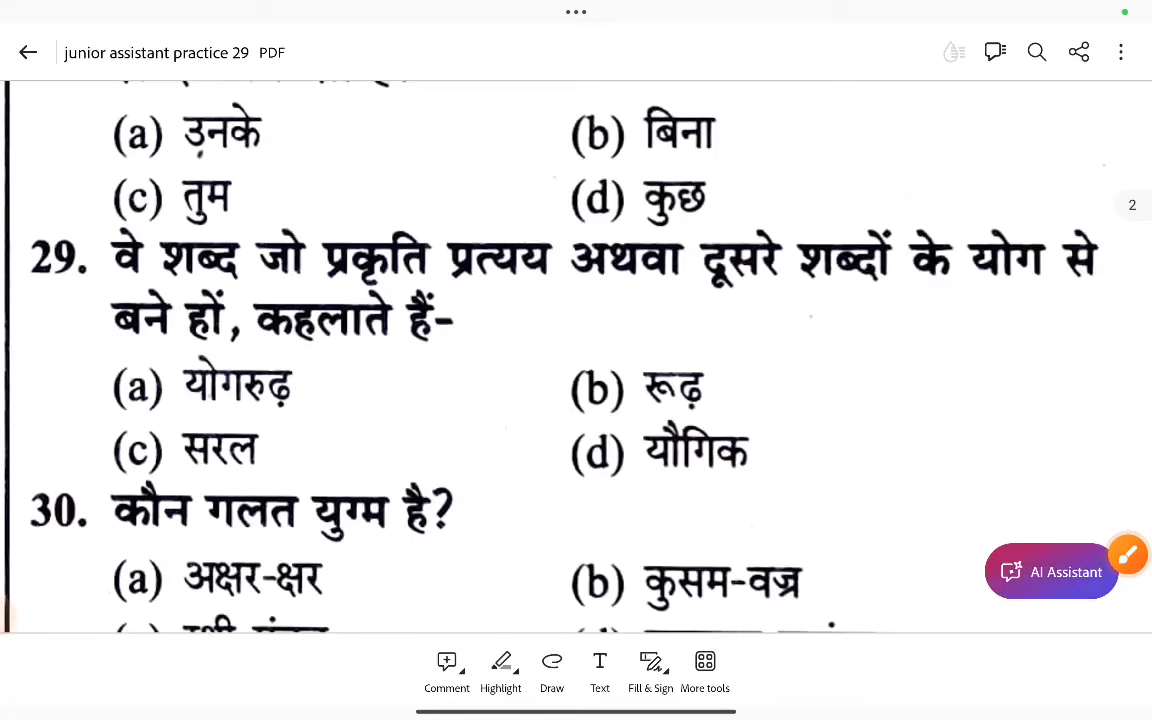 junior assistant practice 29 PDF
(a) उनके (b) बिना
(c) तुम (d) कुछ
2
29. वे शब्द जो प्रकृति प्रत्यय अथवा दूसरे शब्दों के योग से
बने हों, कहलाते हैं-
(a) योगरुढ़ (b) रूढ़
(c) सरल (d) यौगिक
30. कौन गलत युग्म है?
(a) अक्षर-क्षर (b) कुसम-वज्र
AI Assistant
Comment Highlight Draw Text Fill & Sign More tools